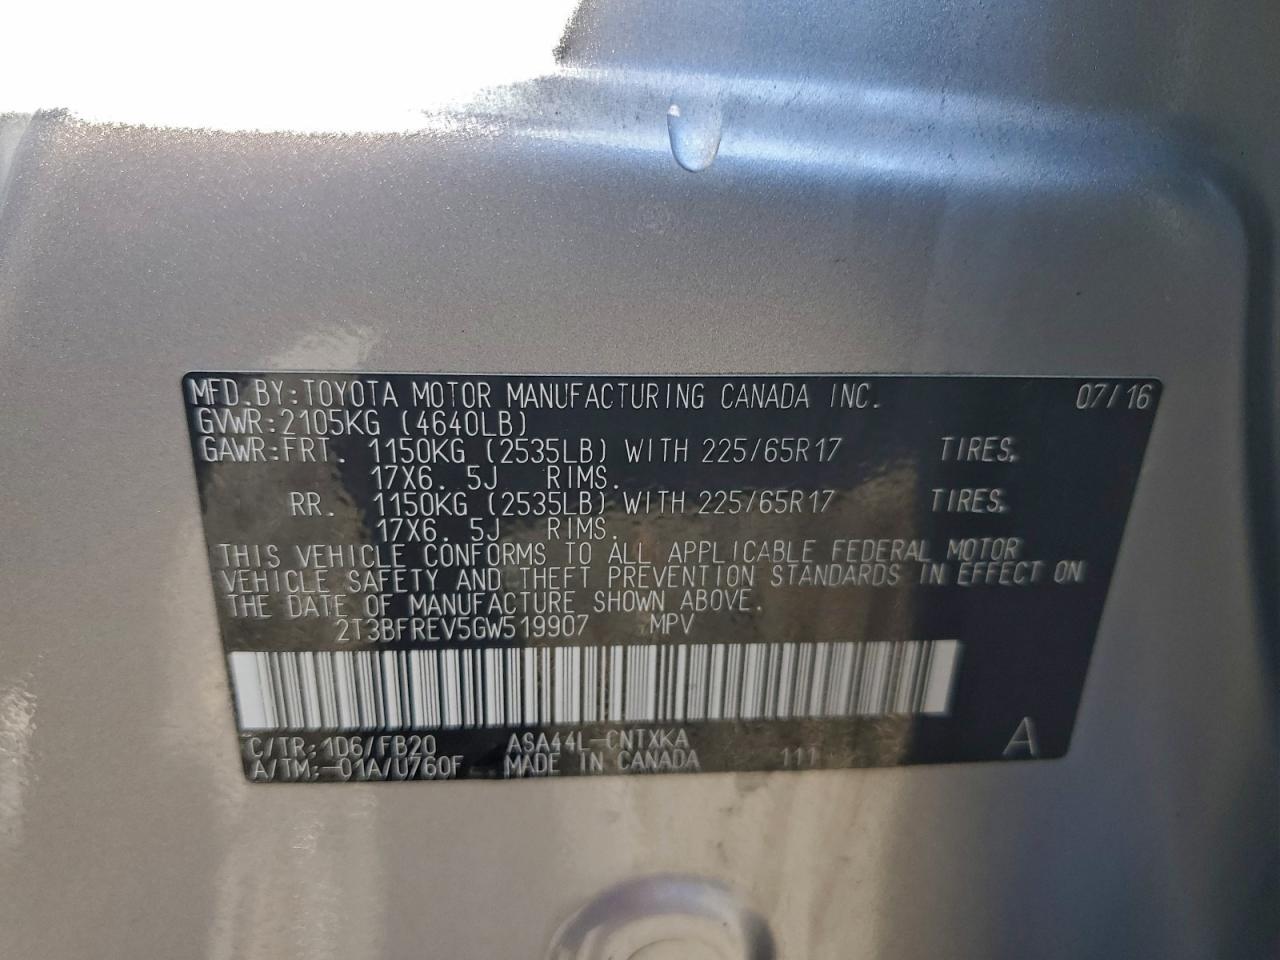 MFD.BY:TOYOTA MOTOR MANUFACTURING CANADA INC. 07/16
GVWR:2105KG (4640LB)
GAWR:FRT. 1150KG (2535LB) WITH 225/65R17 TIRES.
17X6. 5J RIMS.
RR. 1150KG (2535LB) WITH 225/65R17 TIRES.
17X6. 5J RIMS.
THIS VEHICLE CONFORMS TO ALL APPLICABLE FEDERAL MOTOR
VEHICLE SAFETY AND THEFT PREVENTION STANDARDS IN EFFECT ON
THE DATE OF MANUFACTURE SHOWN ABOVE.
2T3BFREV5GW519907 MPV
C/TR:1D6/FB20 ASA44L-CNTXKA A
A/TM:-01A/U760F MADE IN CANADA 111